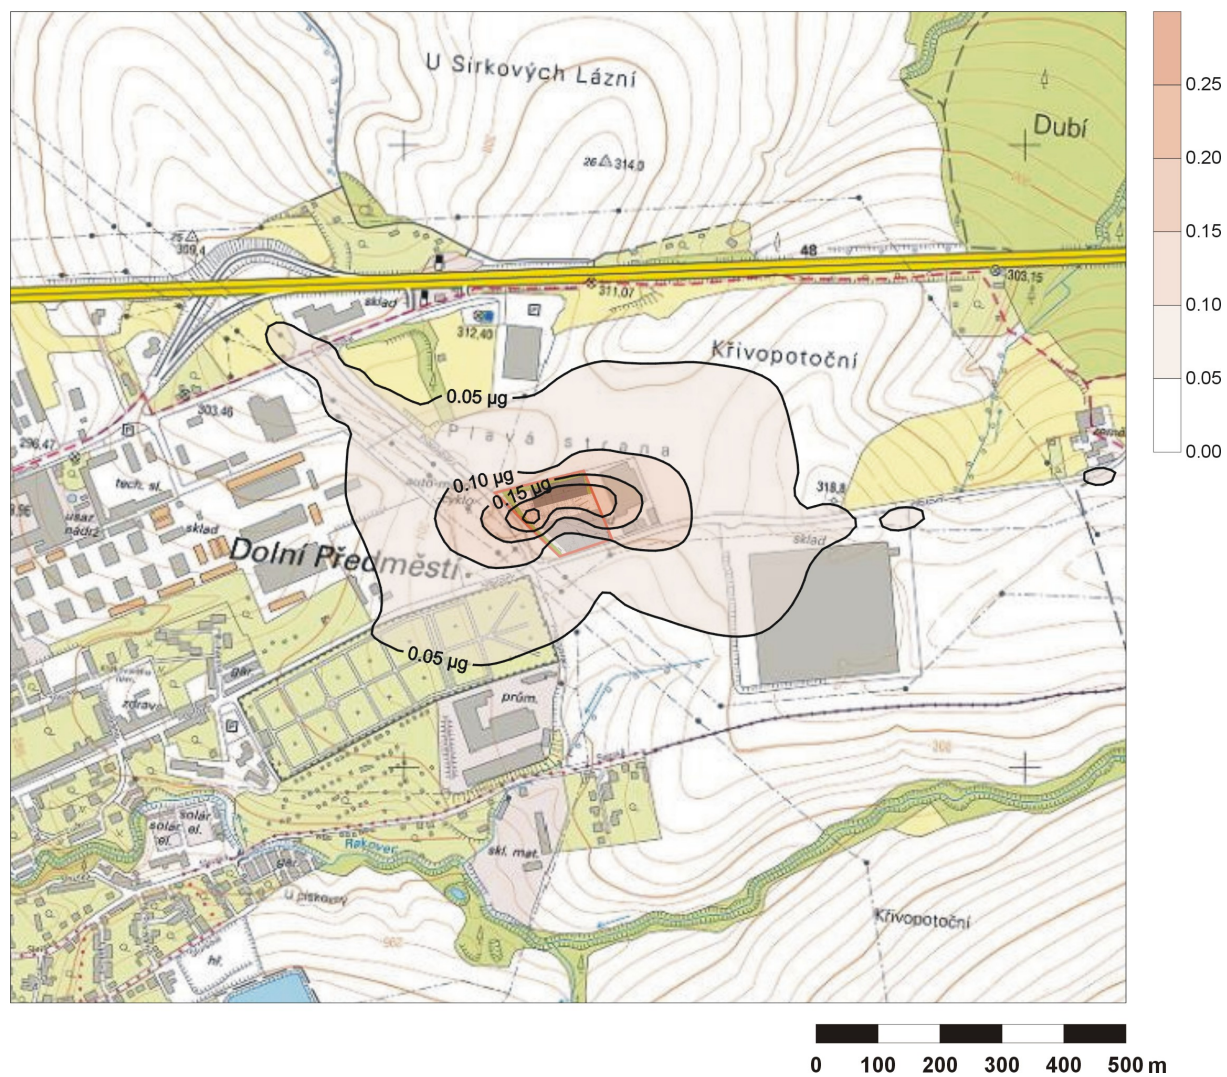 U Sirkových Lázní
0.25
Dubí
0.20
26 314,0
309,4
0.15
48
303,15
311,07
sklad
0.10
312,40
Křivopotoční
0.05 µg
0.05
303,46
296,47
Plavá strana
0.00
0.10 µg
tech. sl.
0.15 µg
318,8
usaz. nádrž
sklad
sklad
Dolní Předměstí
0.05 µg
gar.
zdrav.
prům.
300
solár. el.
solár. el.
Rakovec
skl. mat.
gar.
U pískovny
Křivopotoční
hř.
0 100 200 300 400 500 m